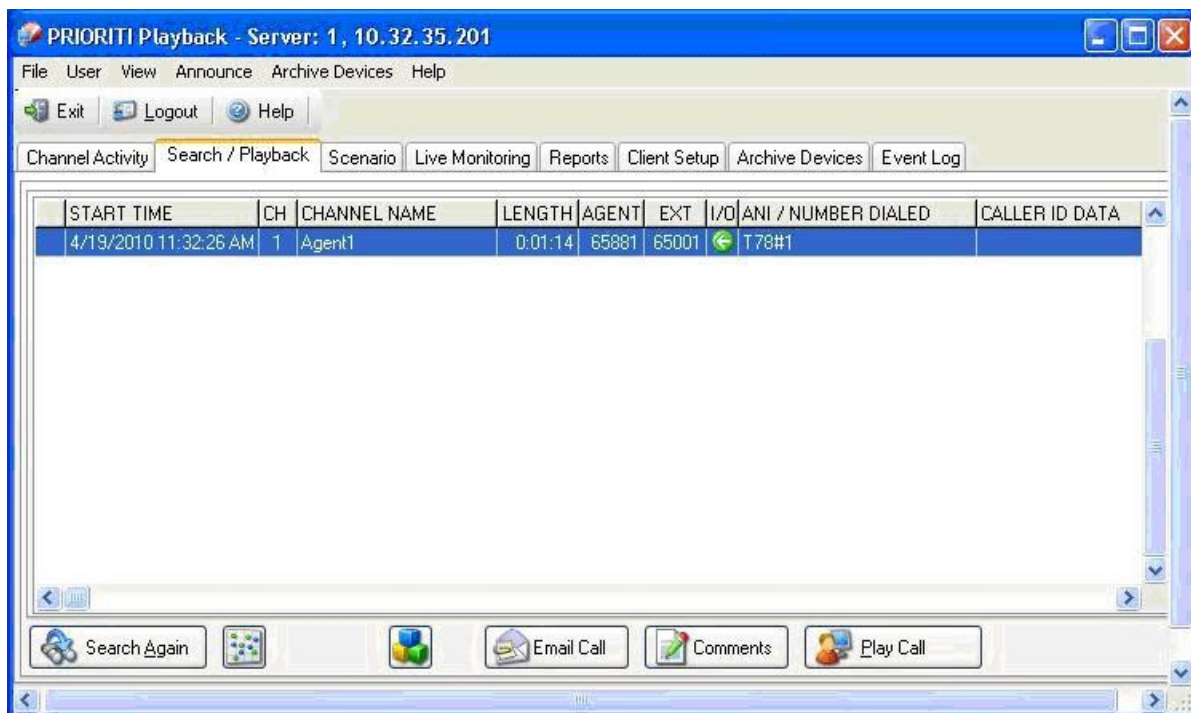 PRIORITI Playback - Server: 1, 10.32.35.201
File User View Announce Archive Devices Help
Exit Logout Help
Channel Activity Search / Playback Scenario Live Monitoring Reports Client Setup Archive Devices Event Log
START TIME CH CHANNEL NAME LENGTH AGENT EXT I/O ANI / NUMBER DIALED CALLER ID DATA
4/19/2010 11:32:26 AM 1 Agent1 0:01:14 65881 65001 T78#1
Search Again Email Call Comments Play Call